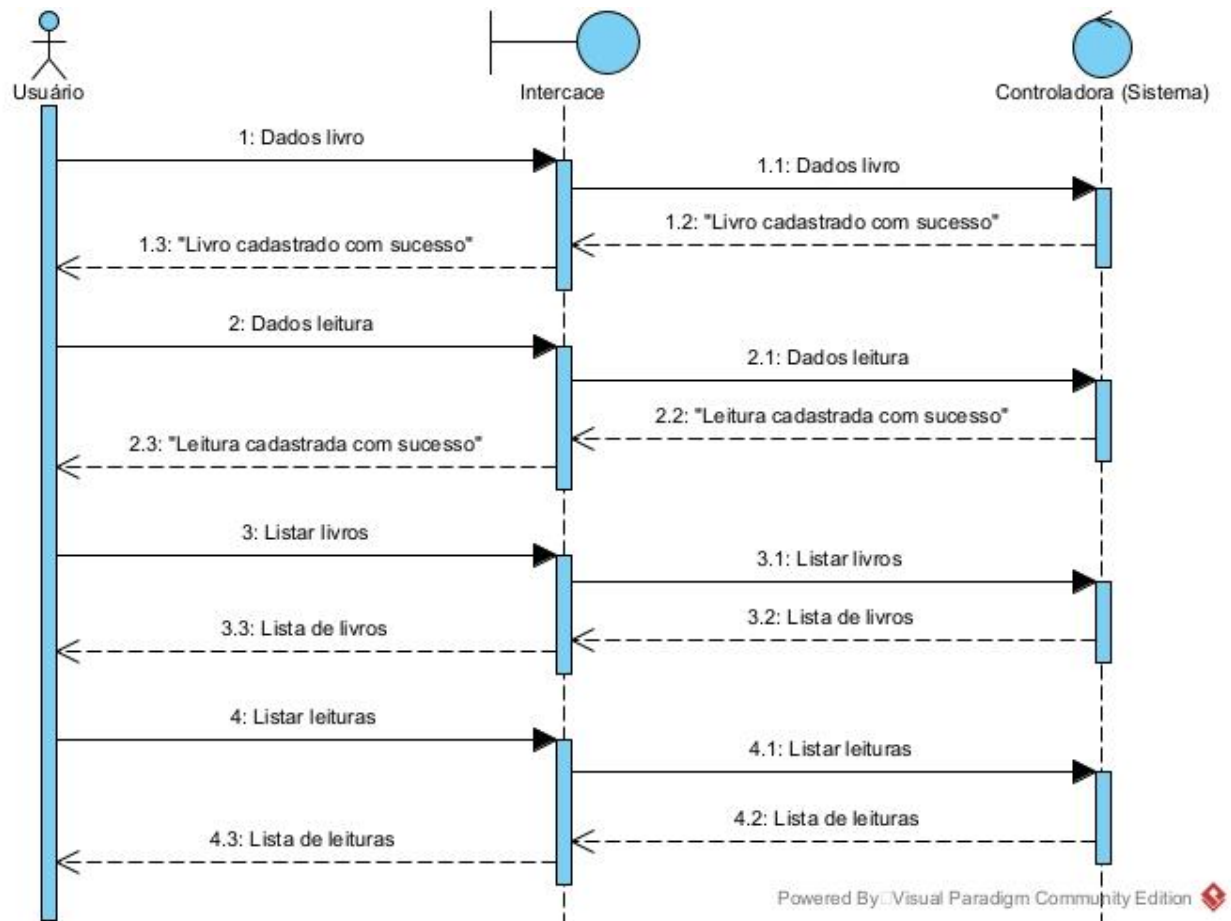 Usuário
Intercace
Controladora (Sistema)
1: Dados livro
1.1: Dados livro
1.2: "Livro cadastrado com sucesso"
1.3: "Livro cadastrado com sucesso"
2: Dados leitura
2.1: Dados leitura
2.2: "Leitura cadastrada com sucesso"
2.3: "Leitura cadastrada com sucesso"
3: Listar livros
3.1: Listar livros
3.2: Lista de livros
3.3: Lista de livros
4: Listar leituras
4.1: Listar leituras
4.2: Lista de leituras
4.3: Lista de leituras
Powered By Visual Paradigm Community Edition